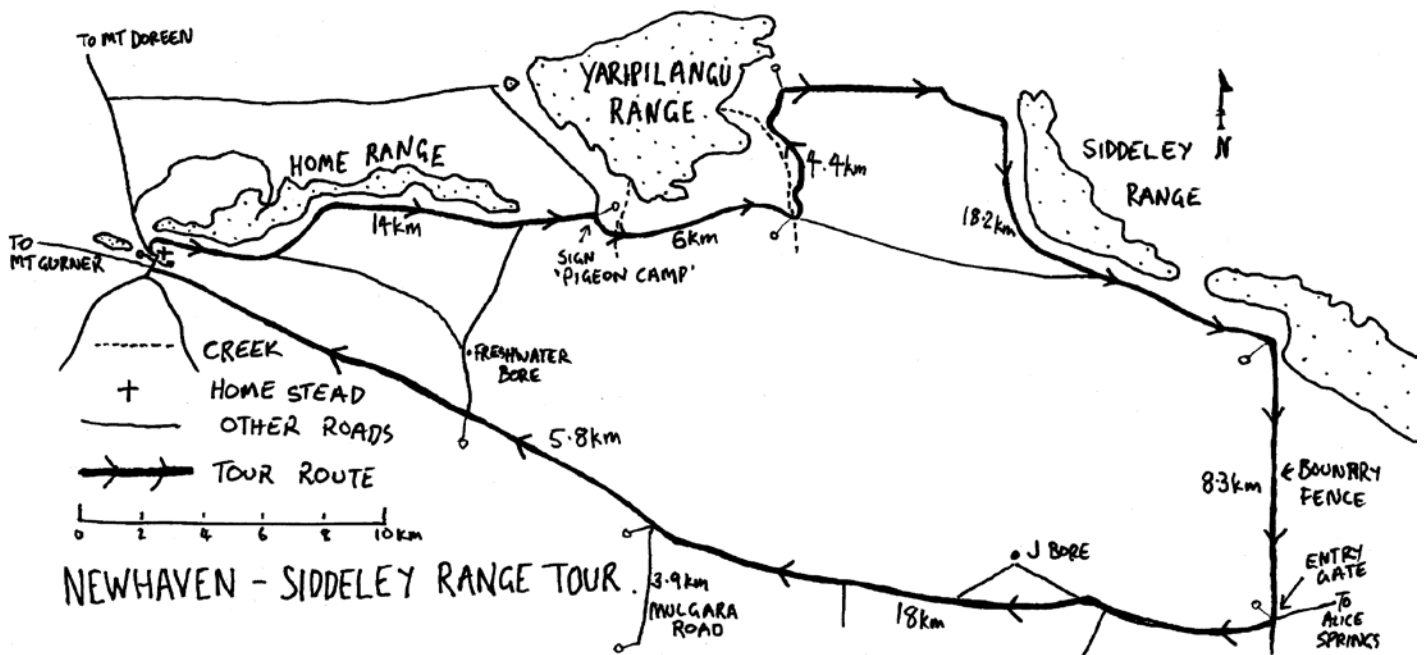 TO MT DOREEN
YARIPILANGU
RANGE
N
SIDDELEY
RANGE
HOME RANGE
4.4km
14km
18.2km
6km
TO
MT GURNER
SIGN
'PIGEON CAMP'
CREEK
FRESHWATER
BORE
HOME STEAD
OTHER ROADS
5.8km
TOUR ROUTE
8.3km
BOUNARY
FENCE
0 2 4 6 8 10km
J BORE
ENTRY
GATE
NEWHAVEN - SIDDELEY RANGE TOUR.
3.9km
MULGARA
ROAD
18km
TO
ALICE
SPRINGS